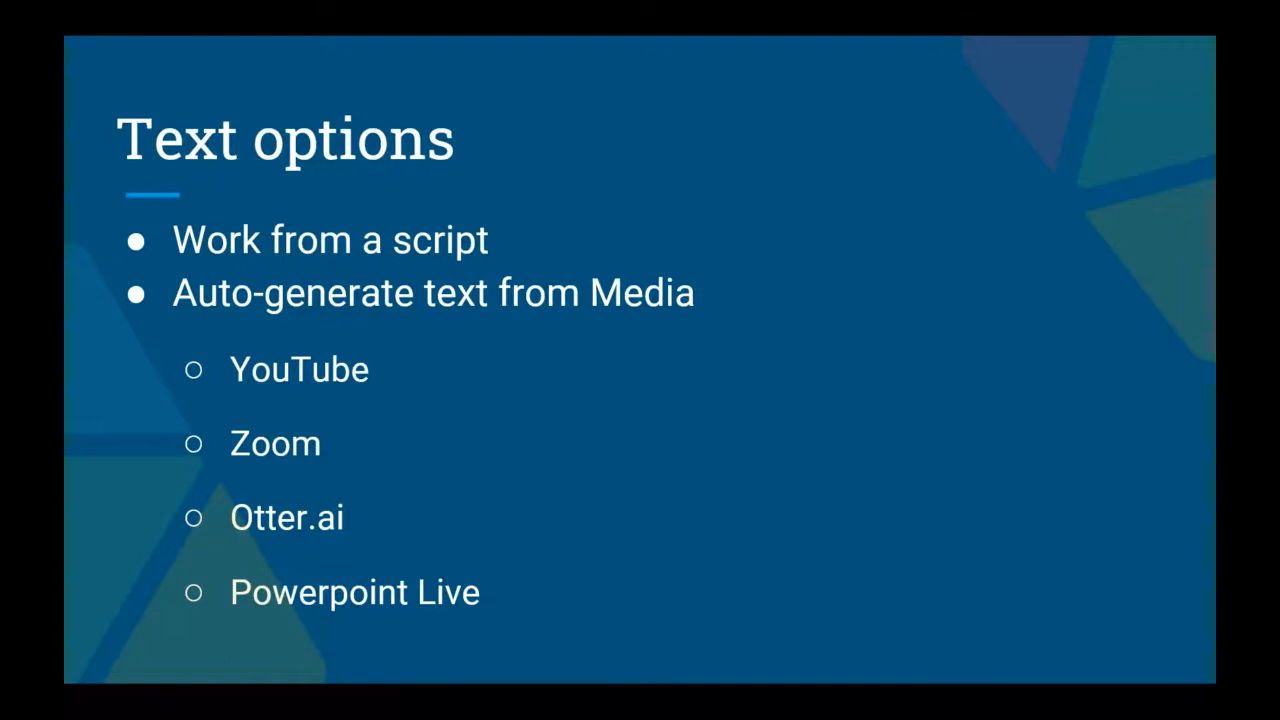 Text options
● Work from a script
● Auto-generate text from Media
○ YouTube
○ Zoom
○ Otter.ai
○ Powerpoint Live